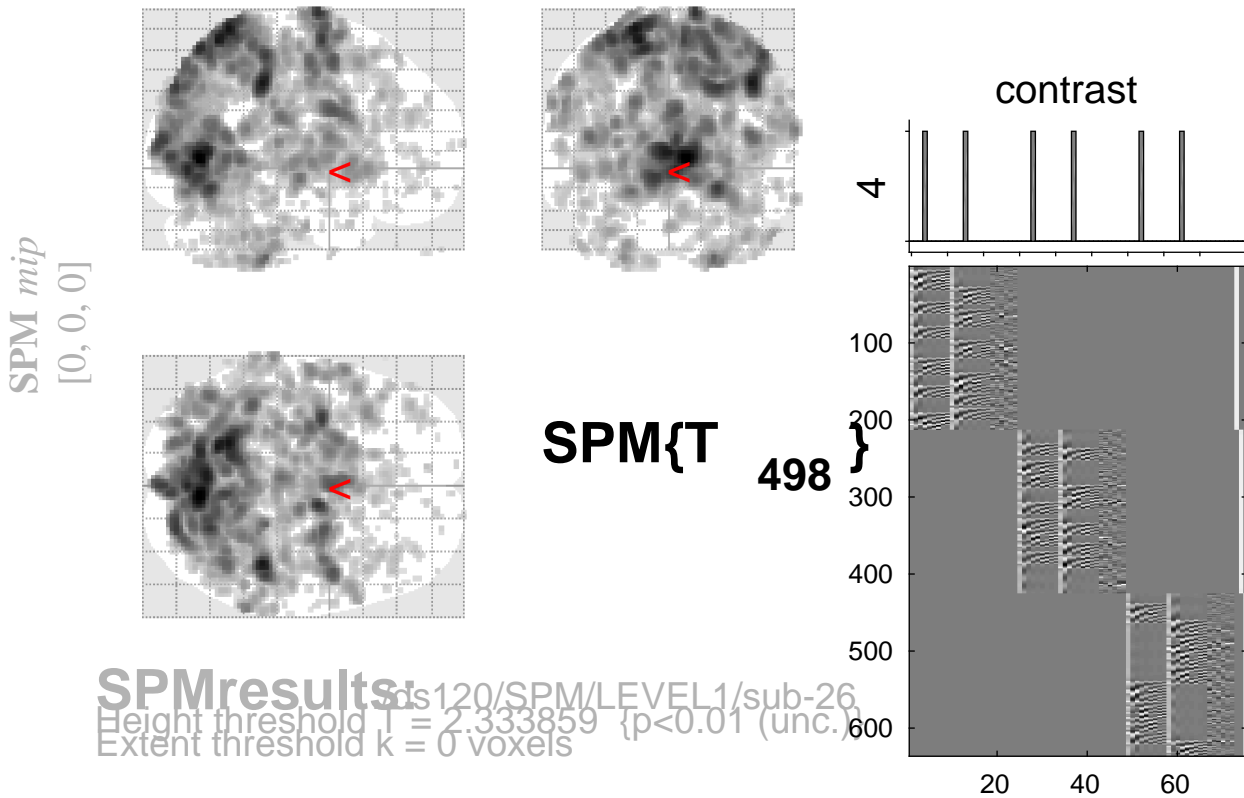 SPM mip
[0, 0, 0]
<
<
<
SPM{T 498 }
contrast
4
100
200
300
400
500
600
20 40 60
SPMresults: /ds120/SPM/LEVEL1/sub-26
Height threshold T = 2.333859 {p<0.01 (unc.)}
Extent threshold k = 0 voxels